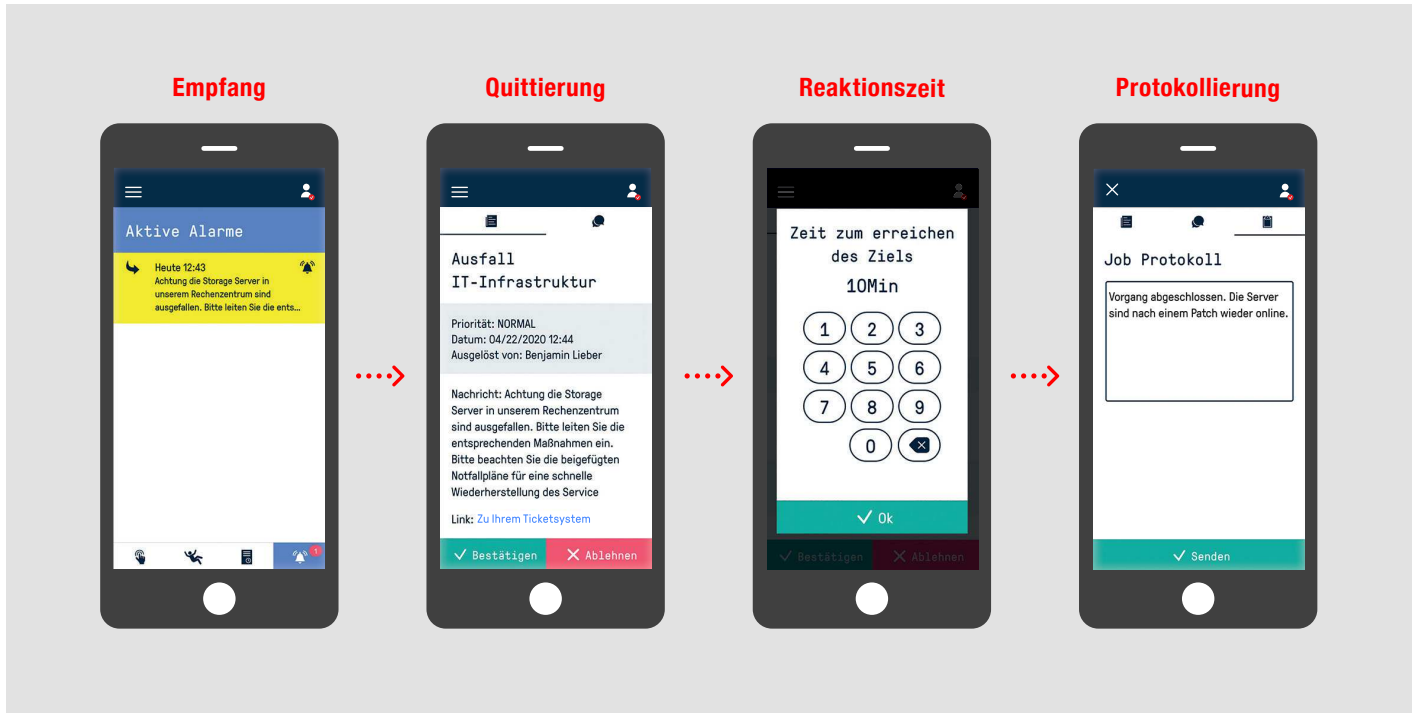 Empfang
Aktive Alarme
Heute 12:43
Achtung die Storage Server in
unserem Rechenzentrum sind
ausgefallen. Bitte leiten Sie die ents...
1
Quittierung
Ausfall
IT-Infrastruktur
Priorität: NORMAL
Datum: 04/22/2020 12:44
Ausgelöst von: Benjamin Lieber
Nachricht: Achtung die Storage
Server in unserem Rechenzentrum
sind ausgefallen. Bitte leiten Sie die
entsprechenden Maßnahmen ein.
Bitte beachten Sie die beigefügten
Notfallpläne für eine schnelle
Wiederherstellung des Service
Link: Zu Ihrem Ticketsystem
Bestätigen Ablehnen
Reaktionszeit
Zeit zum erreichen
des Ziels
10Min
1 2 3
4 5 6
7 8 9
0
Ok
Bestätigen Ablehnen
Protokollierung
Job Protokoll
Vorgang abgeschlossen. Die Server
sind nach einem Patch wieder online.
Senden